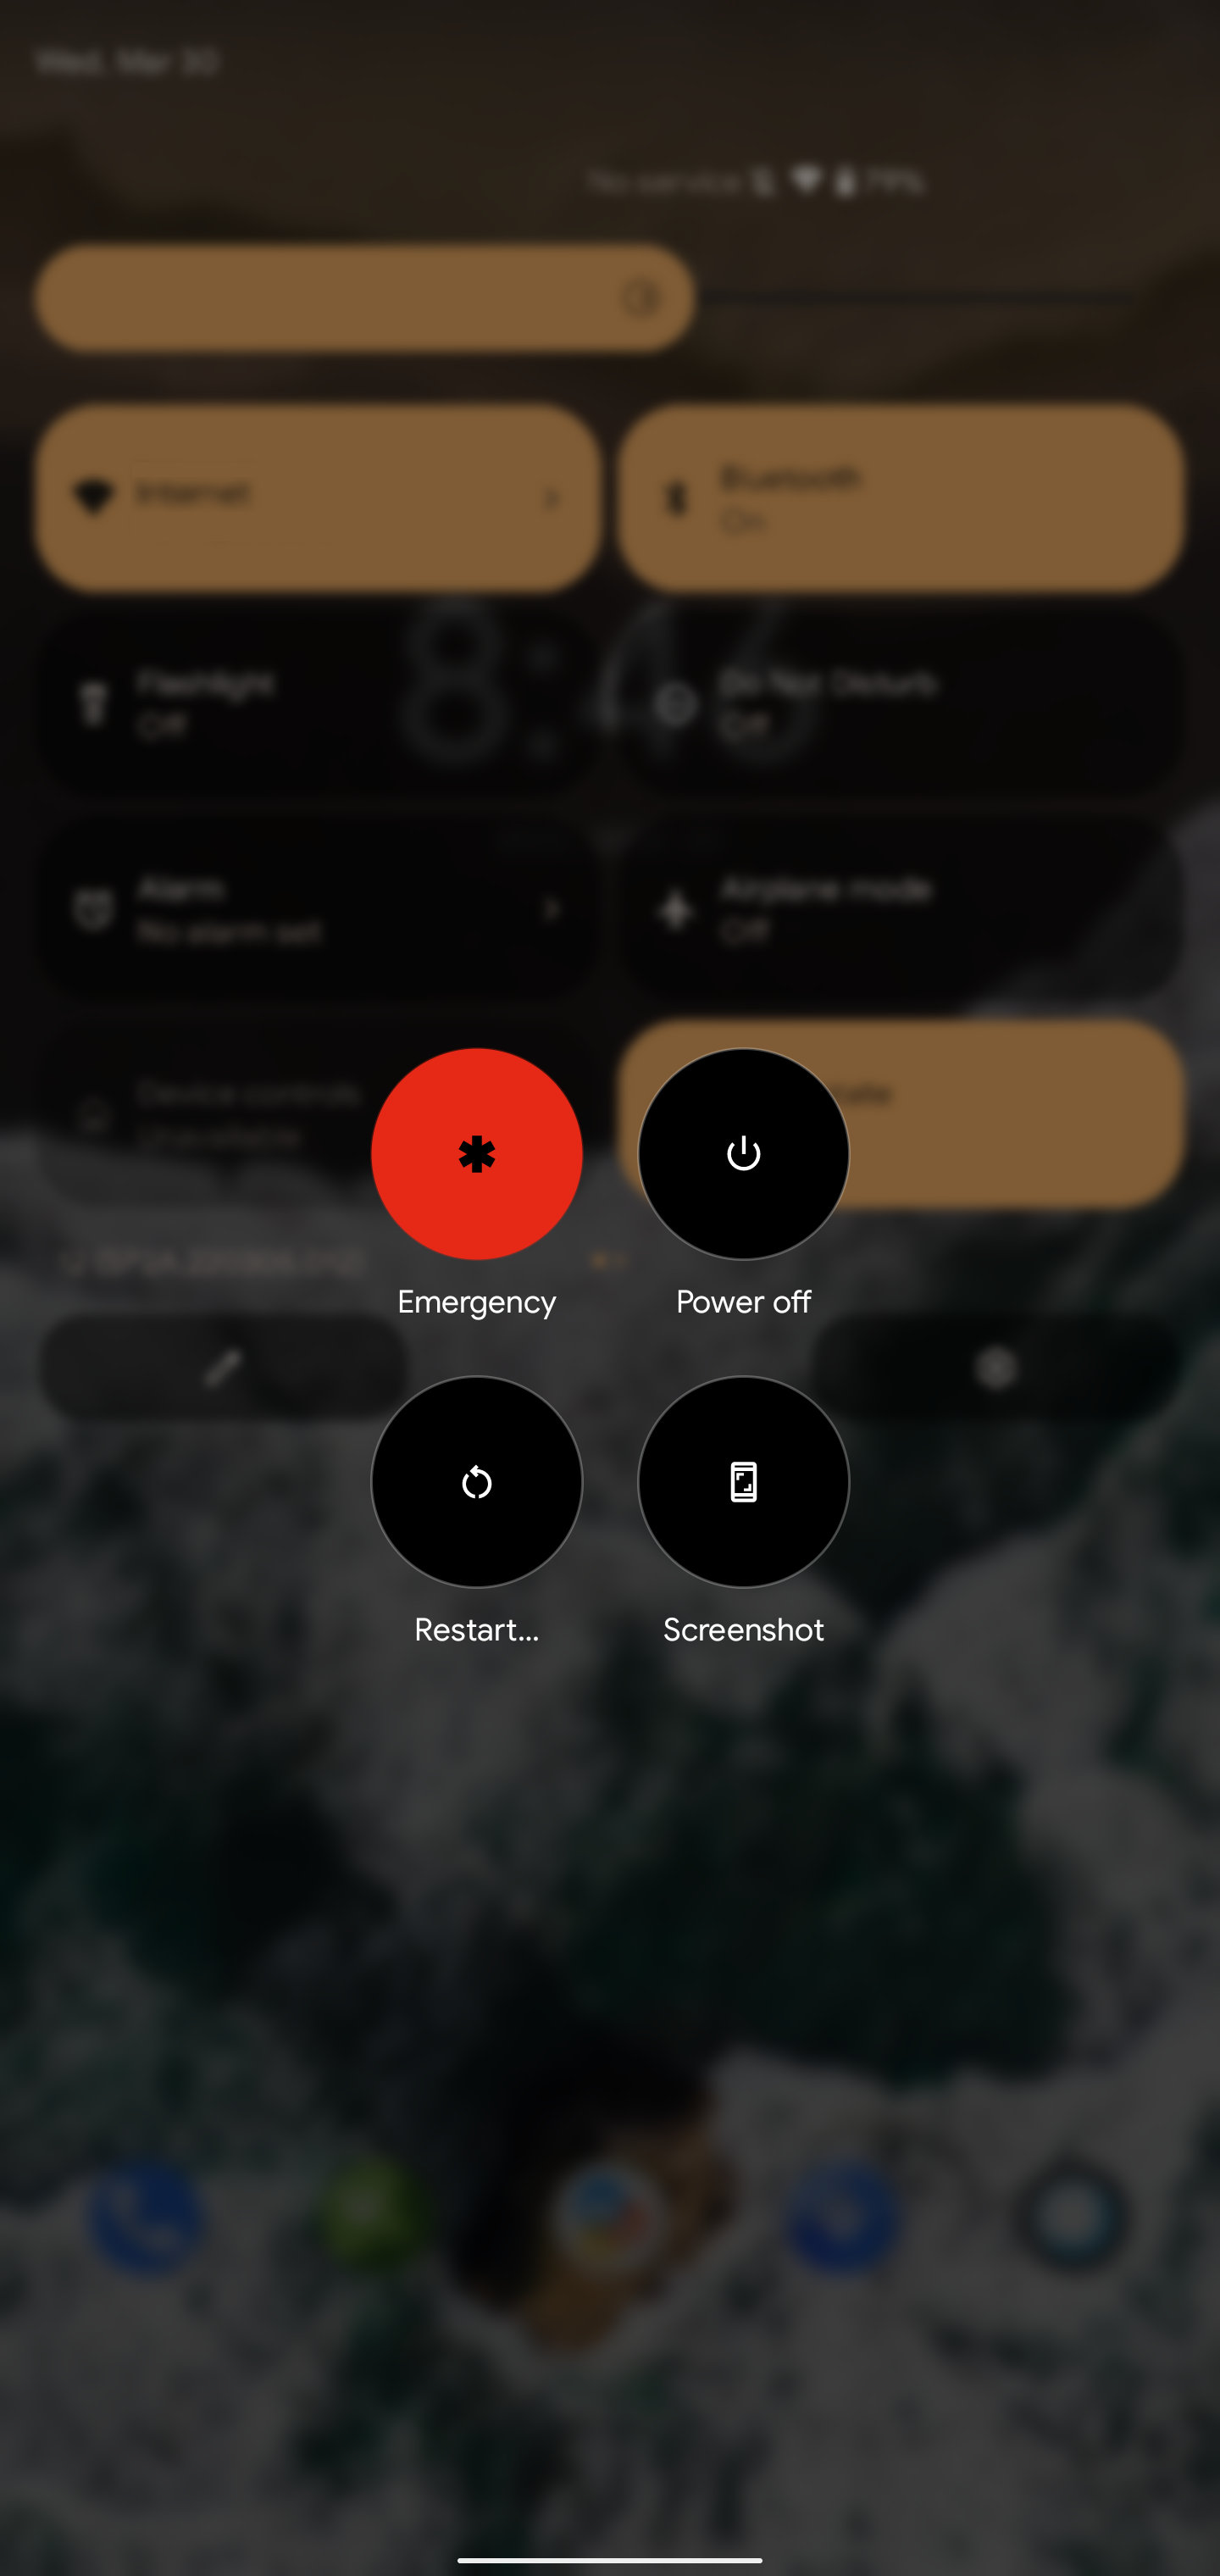 Wed, Mar 30
No service 79%
Internet
Bluetooth
On
Flashlight
Off
Do Not Disturb
Off
Alarm
No alarm set
Airplane mode
Off
Device controls
Unavailable
Emergency
Power off
Restart...
Screenshot